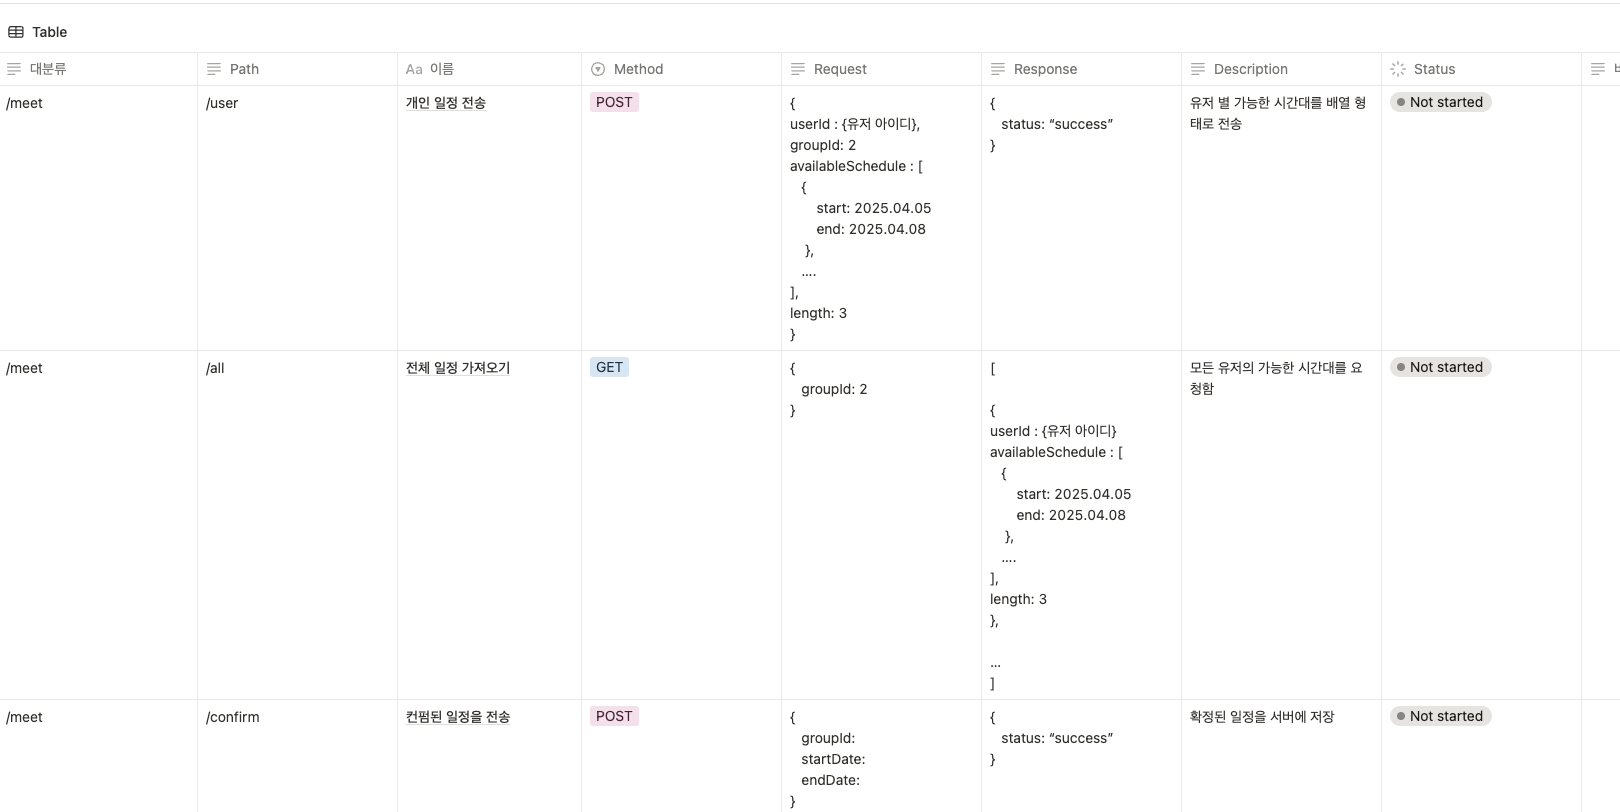 Table
대분류
Path
Aa 이름
Method
Request
Response
Description
Status
/meet
/user
개인 일정 전송
POST
{
userId : {유저 아이디},
groupId: 2
availableSchedule : [
{
start: 2025.04.05
end: 2025.04.08
},
....
],
length: 3
}
{
status: “success”
}
유저 별 가능한 시간대를 배열 형
태로 전송
Not started
/meet
/all
전체 일정 가져오기
GET
{
groupId: 2
}
[
{
userId : {유저 아이디}
availableSchedule : [
{
start: 2025.04.05
end: 2025.04.08
},
....
],
length: 3
},
...
]
모든 유저의 가능한 시간대를 요
청함
Not started
/meet
/confirm
컨펌된 일정을 전송
POST
{
groupId:
startDate:
endDate:
}
{
status: “success”
}
확정된 일정을 서버에 저장
Not started